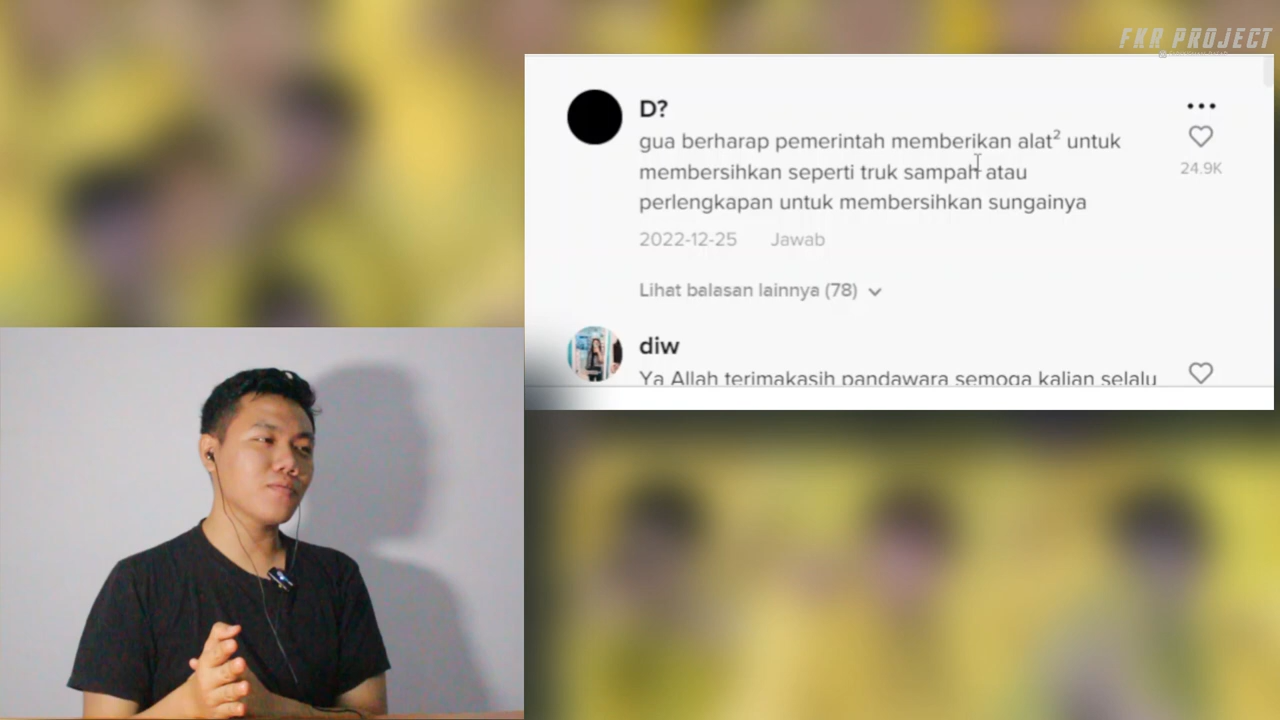 FKR PROJECT
D?
gua berharap pemerintah memberikan alat² untuk
membersihkan seperti truk sampah atau
perlengkapan untuk membersihkan sungainya
24.9K
2022-12-25 Jawab
Lihat balasan lainnya (78)
diw
Ya Allah terimakasih pandawara semoga kalian selalu